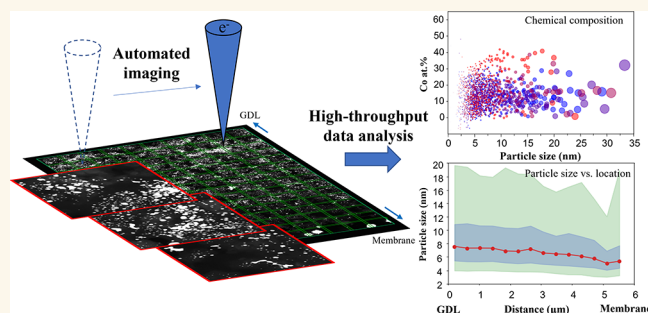 Automated
imaging
e⁻
GDL
Membrane
High-throughput
data analysis
Chemical composition
Co at.%
60
50
40
30
20
10
0
0 5 10 15 20 25 30 35
Particle size (nm)
Particle size vs. location
Particle size (nm)
20
18
16
14
12
10
8
6
4
2
0 1 2 3 4 5 6
GDL Distance (μm) Membrane